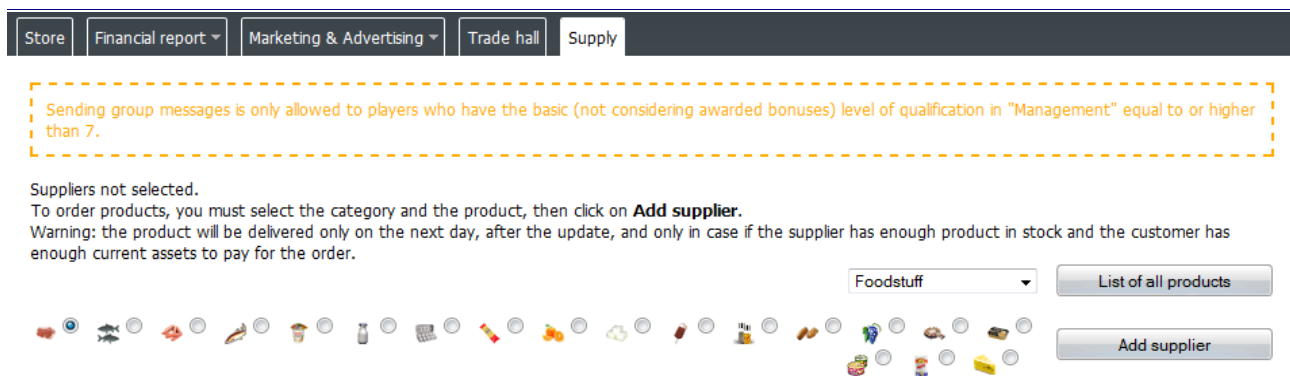 Store Financial report Marketing & Advertising Trade hall Supply
Sending group messages is only allowed to players who have the basic (not considering awarded bonuses) level of qualification in "Management" equal to or higher
than 7.
Suppliers not selected.
To order products, you must select the category and the product, then click on Add supplier.
Warning: the product will be delivered only on the next day, after the update, and only in case if the supplier has enough product in stock and the customer has
enough current assets to pay for the order.
Foodstuff List of all products
Add supplier